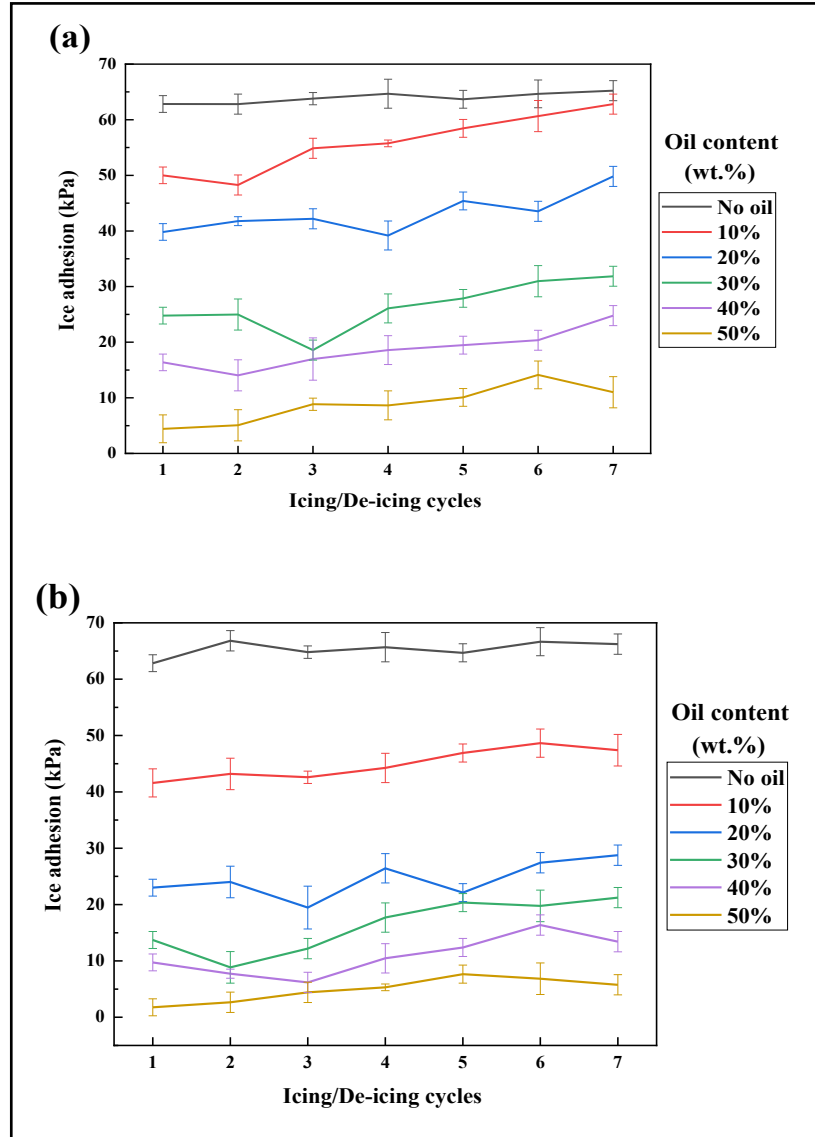 (a)
70
60
50
40
30
20
10
0
Ice adhesion (kPa)
1 2 3 4 5 6 7
Icing/De-icing cycles
Oil content
(wt.%)
No oil
10%
20%
30%
40%
50%
(b)
70
60
50
40
30
20
10
0
Ice adhesion (kPa)
1 2 3 4 5 6 7
Icing/De-icing cycles
Oil content
(wt.%)
No oil
10%
20%
30%
40%
50%